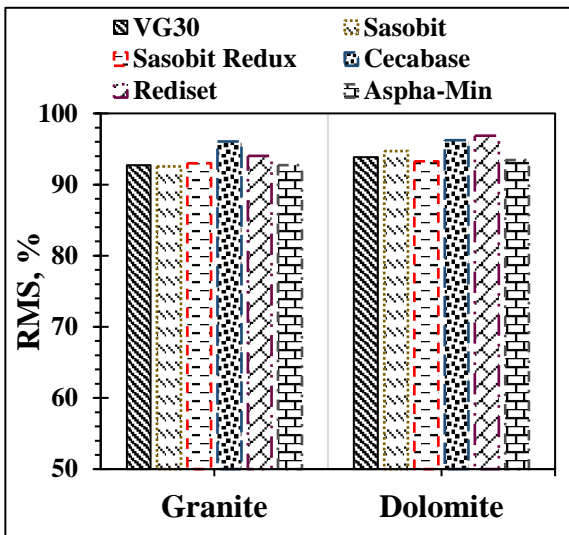 VG30 Sasobit
Sasobit Redux Cecabase
Rediset Aspha-Min
100
90
80
70
60
50
RMS, %
Granite Dolomite